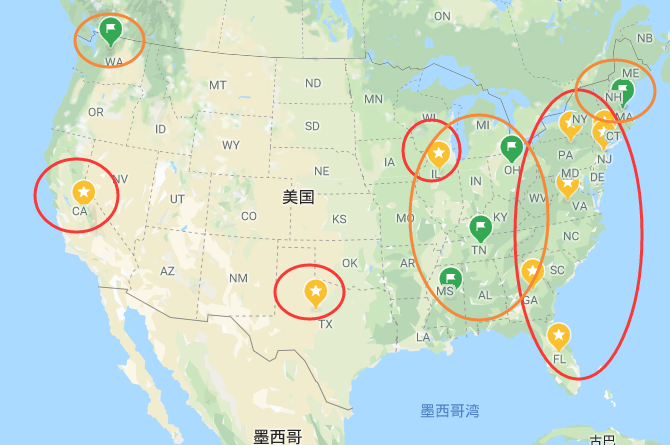 ON
NB
WA
ME
MT
ND
MN
NH
OR
SD
WI
MI
NY
MA
ID
WY
CT
IA
PA
NE
IL
IN
OH
NJ
NV
MD
DE
美国
UT
CA
CO
KS
MO
KY
WV
VA
NC
TN
AZ
NM
OK
AR
SC
MS
AL
GA
TX
LA
FL
墨西哥湾
墨西哥
古巴